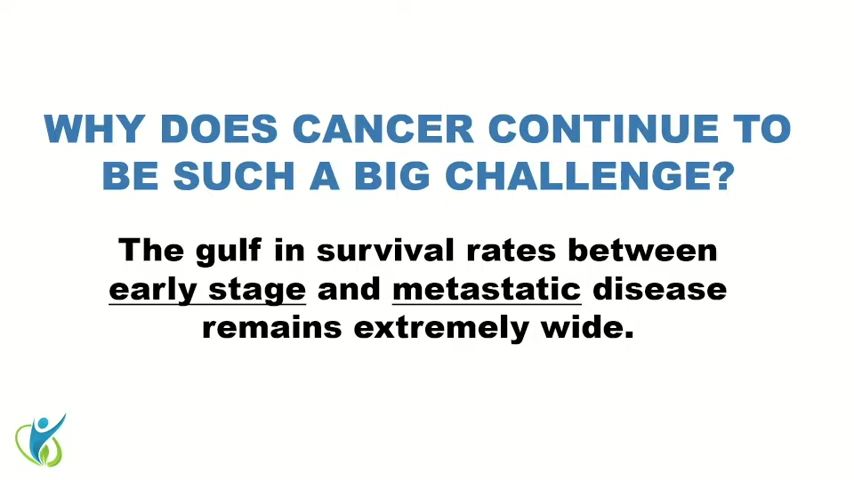 WHY DOES CANCER CONTINUE TO
BE SUCH A BIG CHALLENGE?
The gulf in survival rates between
early stage and metastatic disease
remains extremely wide.